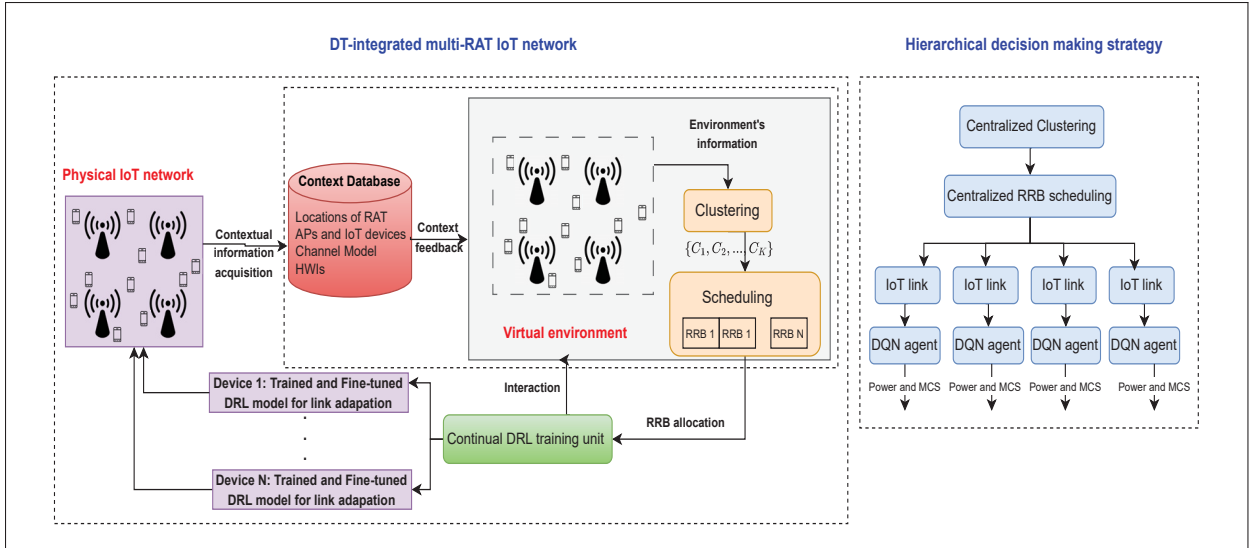 DT-integrated multi-RAT IoT network
Hierarchical decision making strategy
Physical IoT network
Contextual
information
acquisition
Context Database
Locations of RAT
APs and IoT devices
Channel Model
HWIs
Context
feedback
Virtual environment
Environment's
information
Clustering
{C1, C2, ..., CK}
Scheduling
RRB 1
RRB 1
RRB N
Interaction
RRB allocation
Continual DRL training unit
Device 1: Trained and Fine-tuned
DRL model for link adapation
.
.
.
Device N: Trained and Fine-tuned
DRL model for link adapation
Centralized Clustering
Centralized RRB scheduling
IoT link
IoT link
IoT link
IoT link
DQN agent
DQN agent
DQN agent
DQN agent
Power and MCS
Power and MCS
Power and MCS
Power and MCS